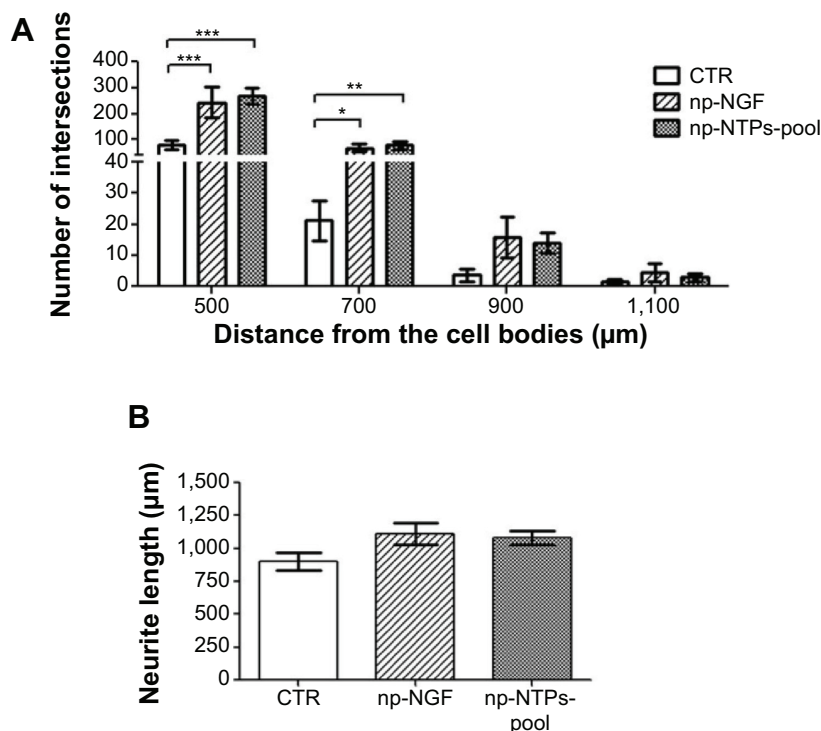 A
Number of intersections
400
300
200
100
40
20
10
0
***
***
**
*
CTR
np-NGF
np-NTPs-pool
500 700 900 1,100
Distance from the cell bodies (µm)
B
Neurite length (µm)
1,500
1,250
1,000
750
500
250
0
CTR np-NGF np-NTPs-
pool